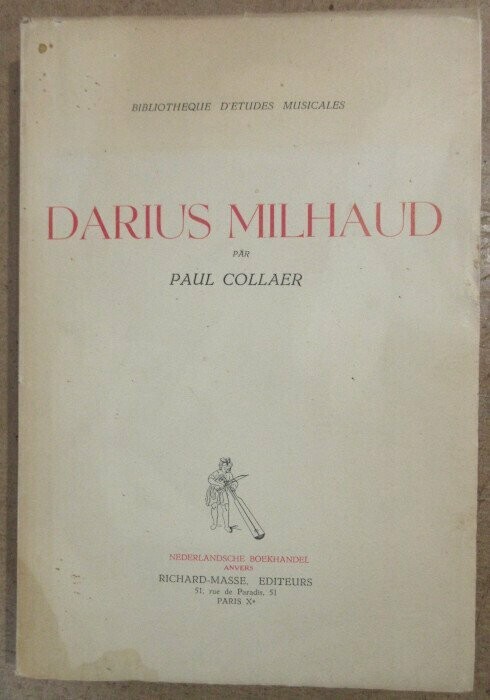 BIBLIOTHEQUE D'ETUDES MUSICALES
DARIUS MILHAUD
PAR
PAUL COLLAER
NEDERLANDSCHE BOEKHANDEL
ANVERS
RICHARD-MASSE, EDITEURS
51, rue de Paradis, 51
PARIS Xe